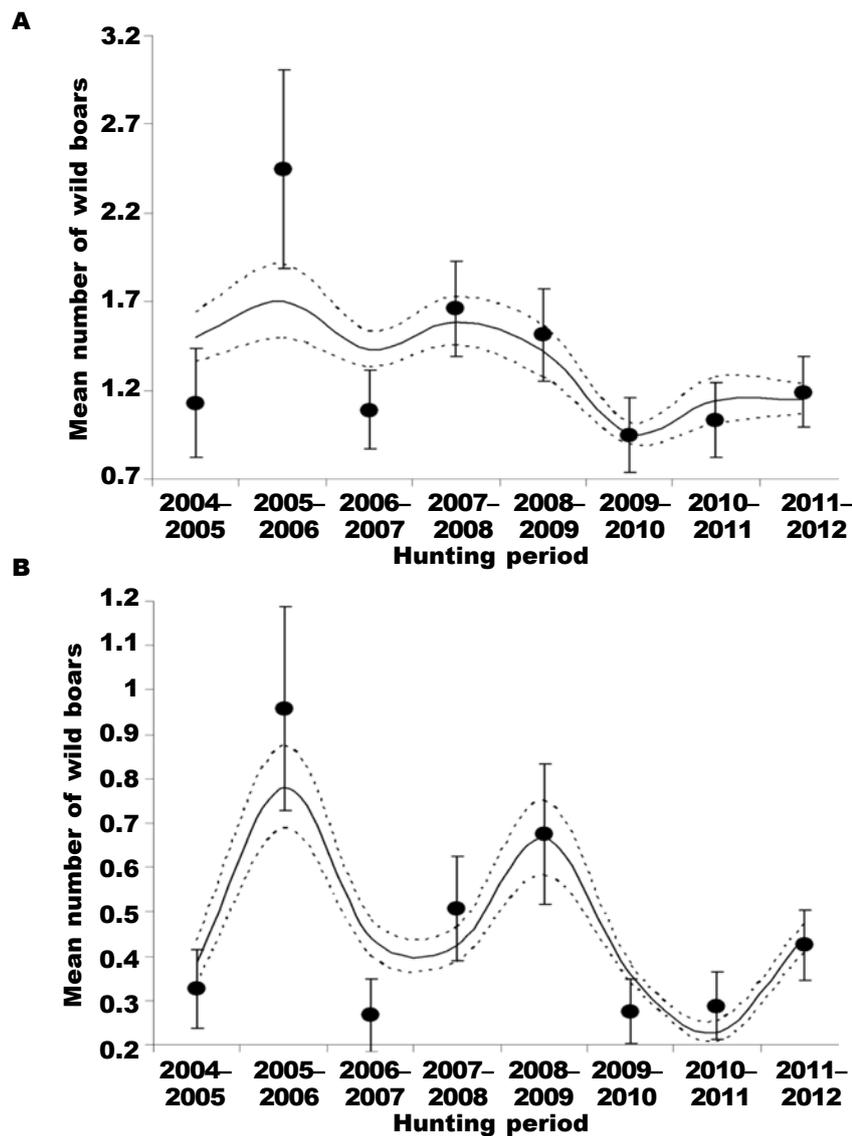 A
Mean number of wild boars
3.2
2.7
2.2
1.7
1.2
0.7
2004– 2005– 2006– 2007– 2008– 2009– 2010– 2011–
2005 2006 2007 2008 2009 2010 2011 2012
Hunting period
B
Mean number of wild boars
1.2
1.1
1
0.9
0.8
0.7
0.6
0.5
0.4
0.3
0.2
2004– 2005– 2006– 2007– 2008– 2009– 2010– 2011–
2005 2006 2007 2008 2009 2010 2011 2012
Hunting period